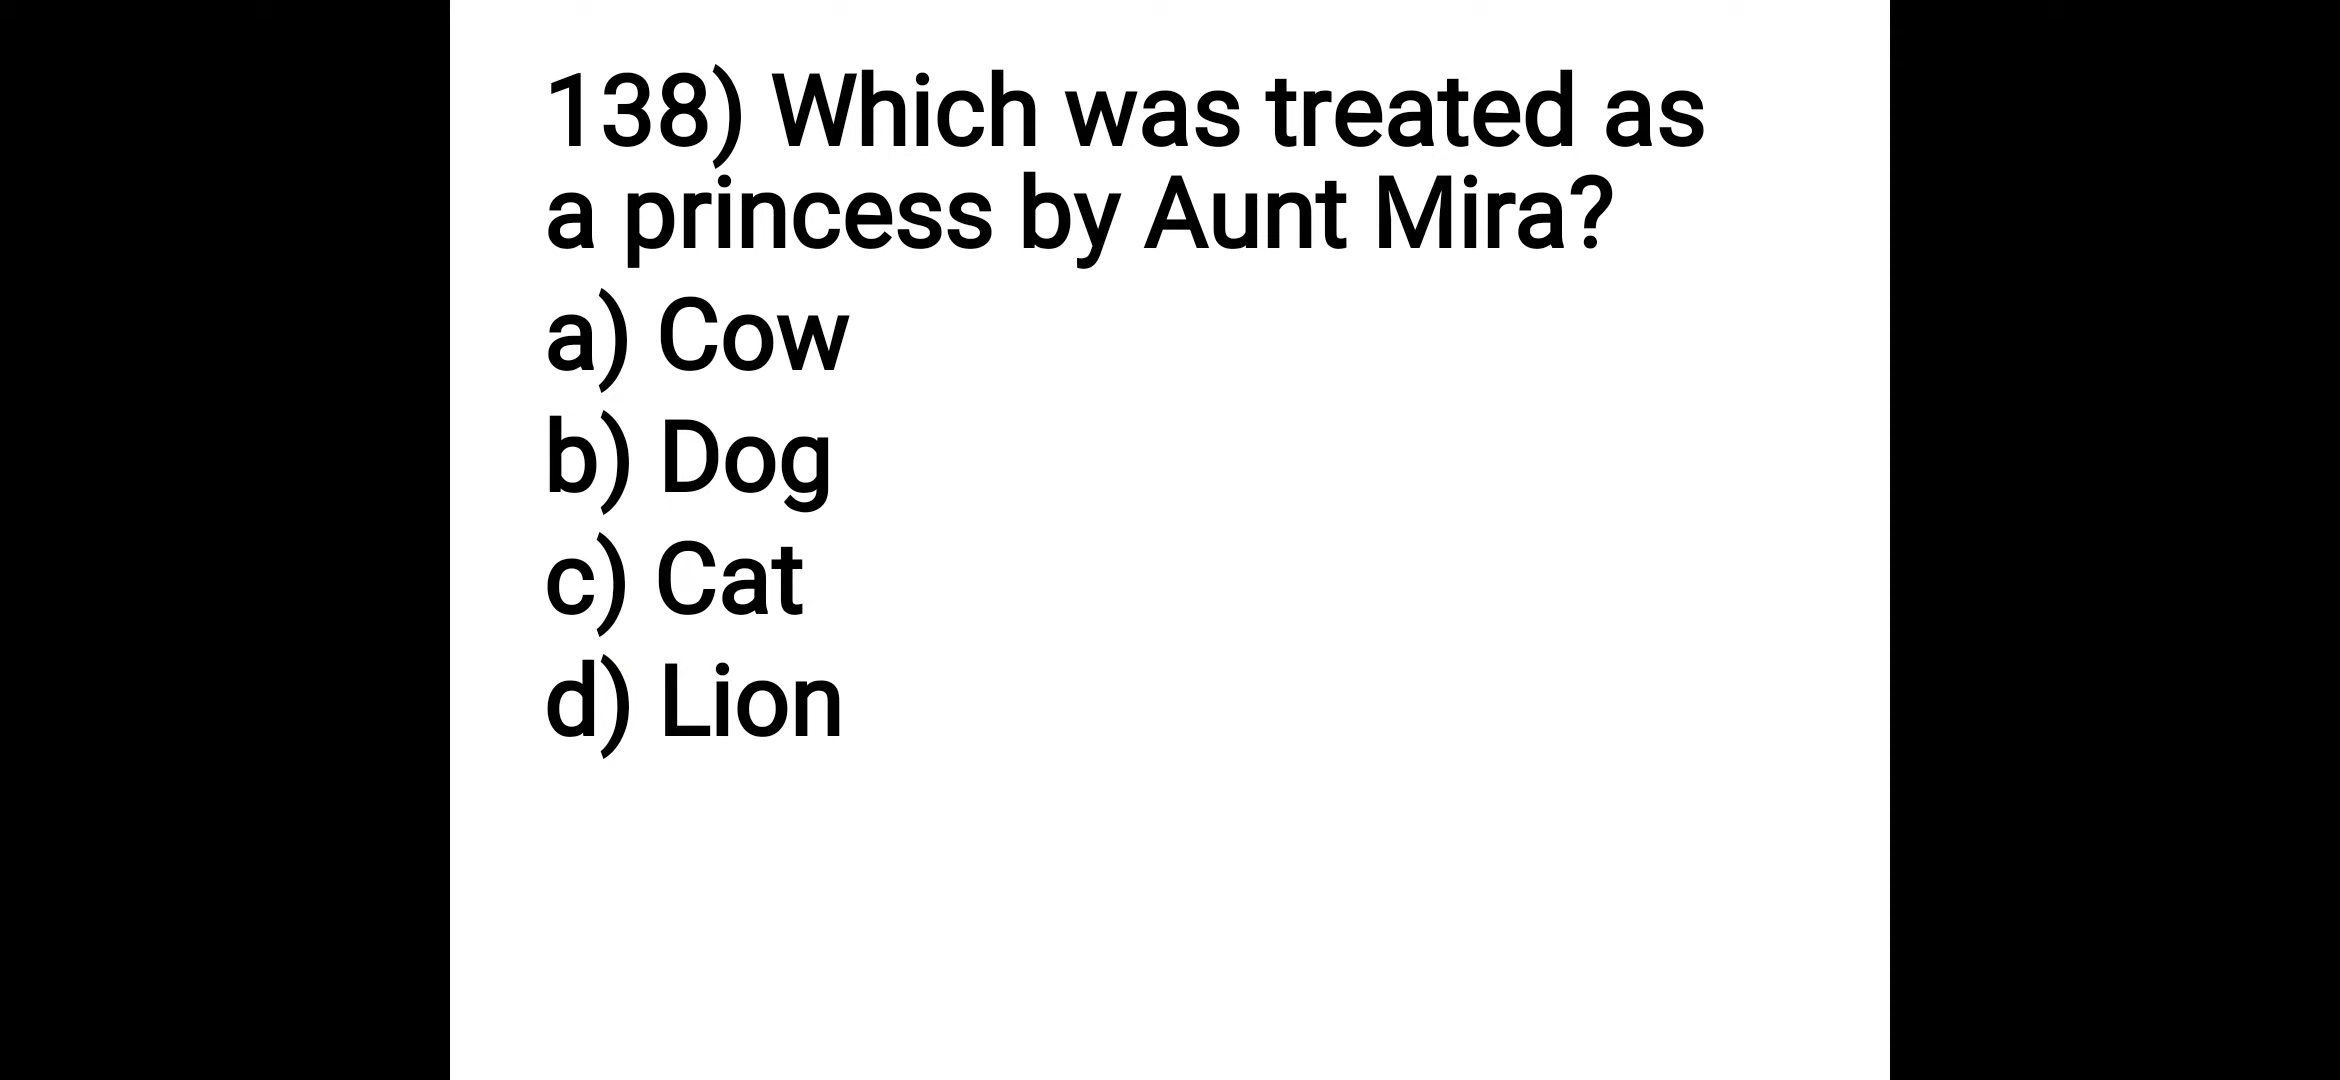 138) Which was treated as
a princess by Aunt Mira?
a) Cow
b) Dog
c) Cat
d) Lion